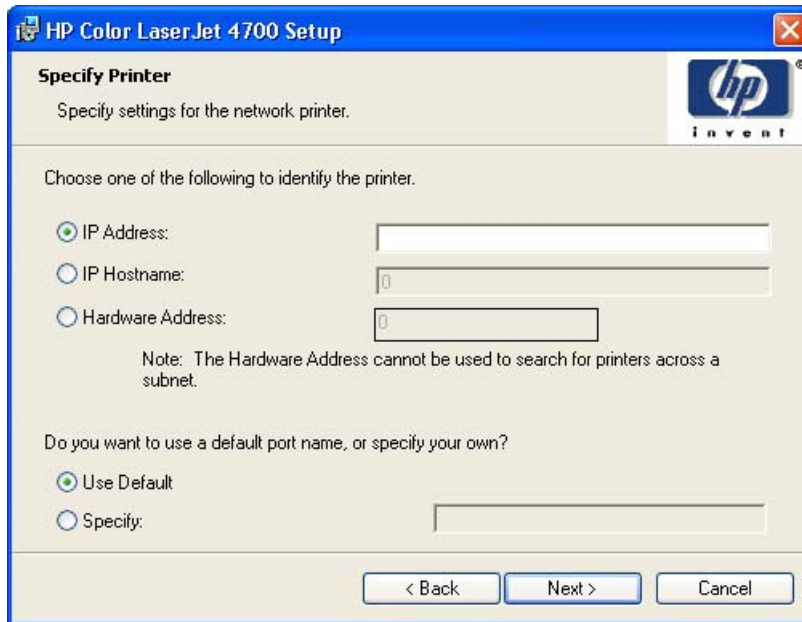 HP Color LaserJet 4700 Setup
Specify Printer
Specify settings for the network printer.
hp
®
invent
Choose one of the following to identify the printer.
IP Address:
IP Hostname:
0
Hardware Address:
0
Note: The Hardware Address cannot be used to search for printers across a
subnet.
Do you want to use a default port name, or specify your own?
Use Default
Specify:
< Back
Next >
Cancel